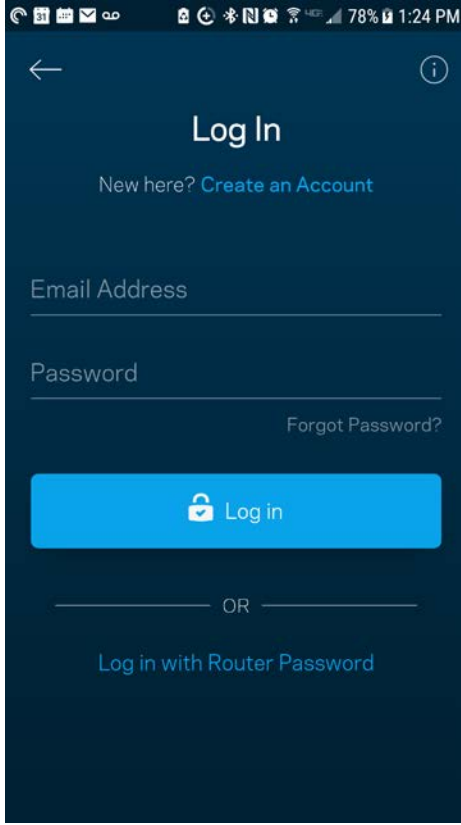 31 78% 1:24 PM
Log In
New here? Create an Account
Email Address
Password
Forgot Password?
Log in
OR
Log in with Router Password